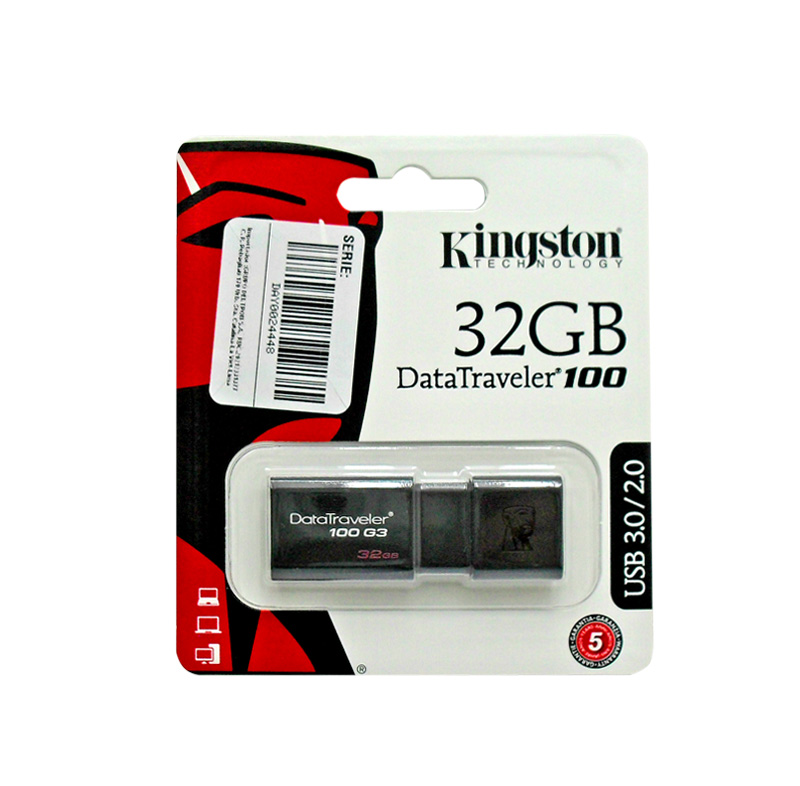 Kingston
TECHNOLOGY
32GB
DataTraveler® 100
SERIE:
DAY0024448
DataTraveler®
100 G3
32GB
USB 3.0 / 2.0
5
®